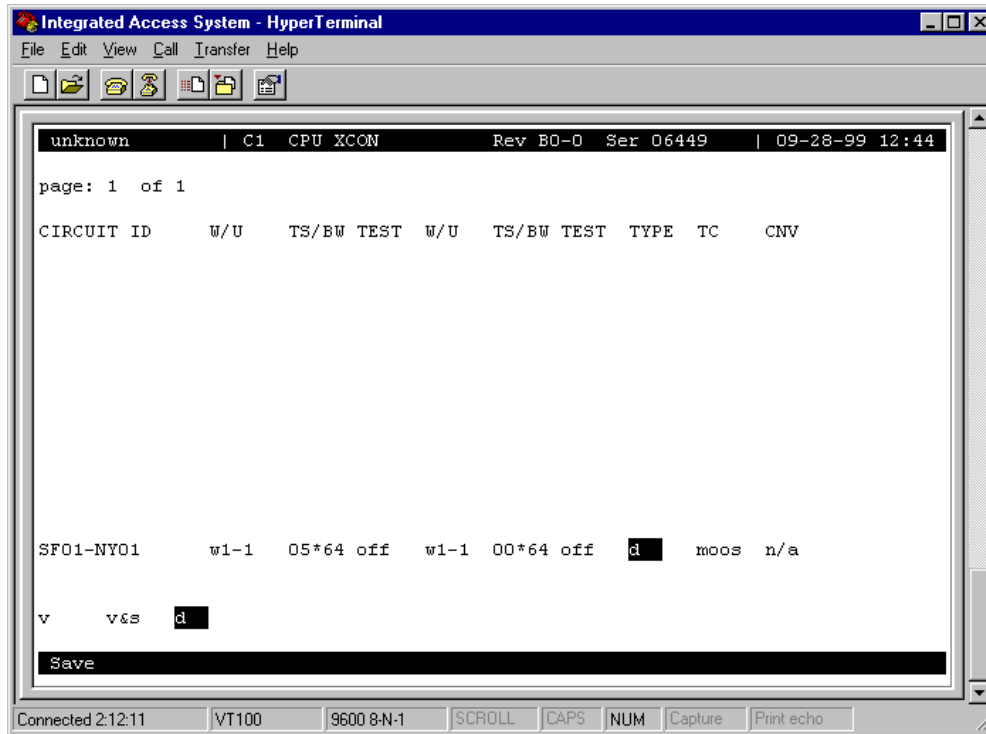 Integrated Access System - HyperTerminal
File Edit View Call Transfer Help
unknown | C1 CPU XCON Rev B0-0 Ser 06449 | 09-28-99 12:44
page: 1 of 1
CIRCUIT ID W/U TS/BW TEST W/U TS/BW TEST TYPE TC CNV
SF01-NY01 w1-1 05*64 off w1-1 00*64 off d moos n/a
v v&s d
Save
Connected 2:12:11 VT100 9600 8-N-1 SCROLL CAPS NUM Capture Print echo